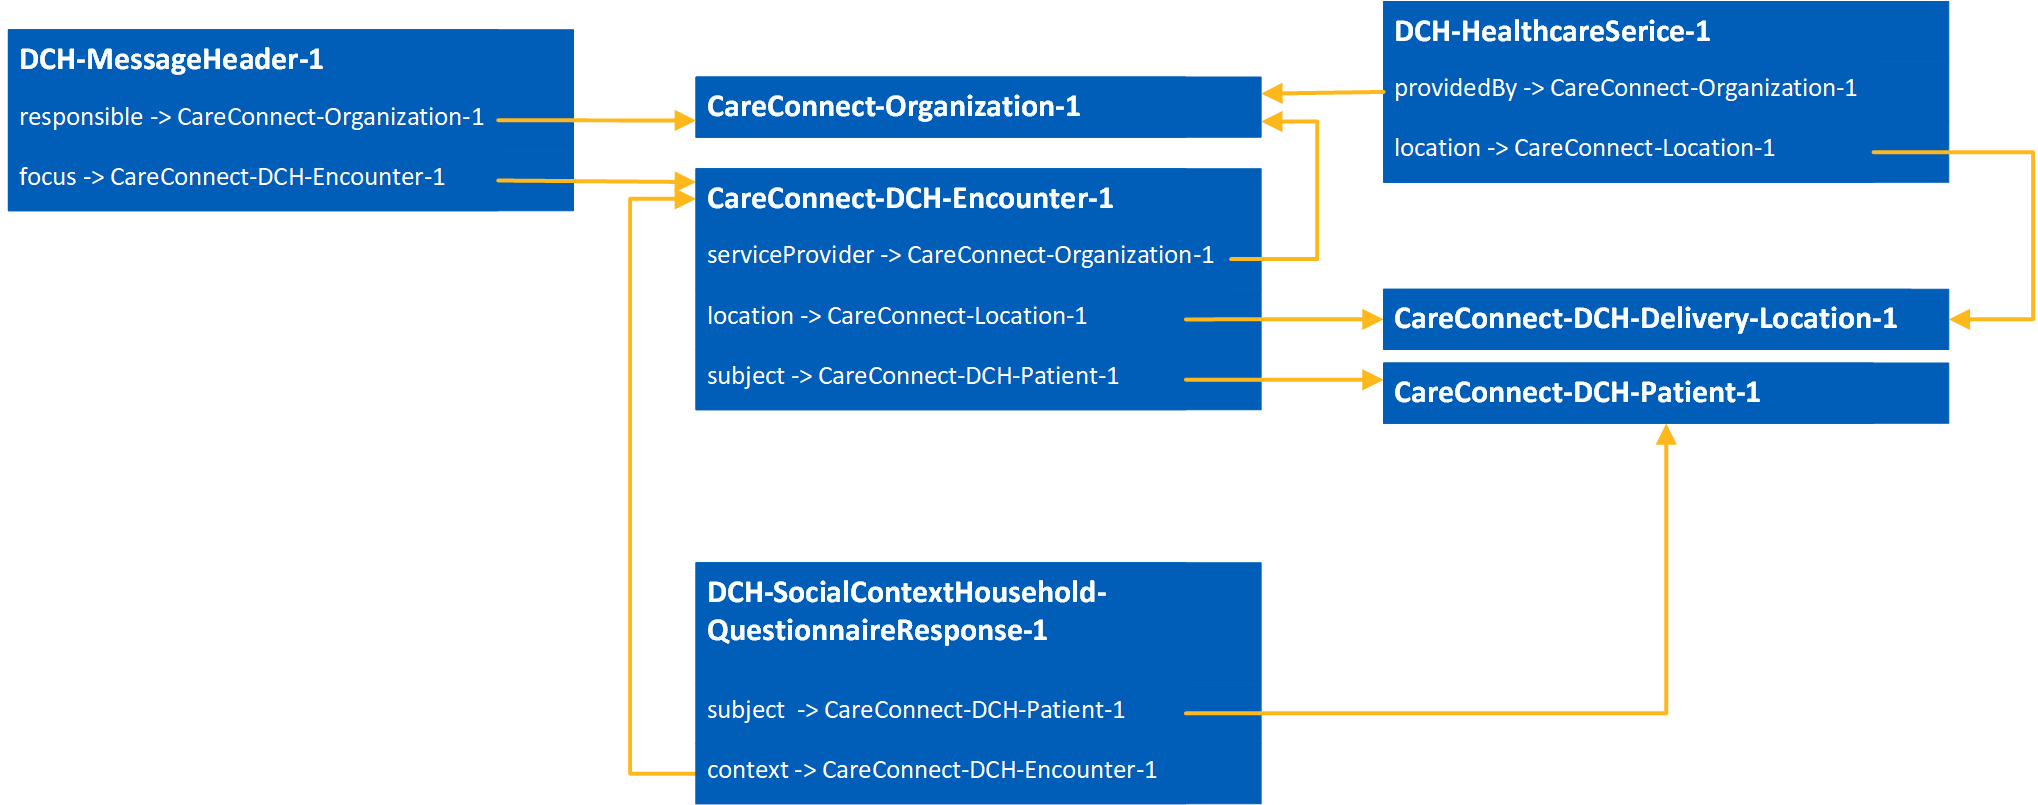 DCH-MessageHeader-1
responsible -> CareConnect-Organization-1
focus -> CareConnect-DCH-Encounter-1
CareConnect-Organization-1
CareConnect-DCH-Encounter-1
serviceProvider -> CareConnect-Organization-1
location -> CareConnect-Location-1
subject -> CareConnect-DCH-Patient-1
DCH-HealthcareSerice-1
providedBy -> CareConnect-Organization-1
location -> CareConnect-Location-1
CareConnect-DCH-Delivery-Location-1
CareConnect-DCH-Patient-1
DCH-SocialContextHousehold-
QuestionnaireResponse-1
subject  -> CareConnect-DCH-Patient-1
context -> CareConnect-DCH-Encounter-1